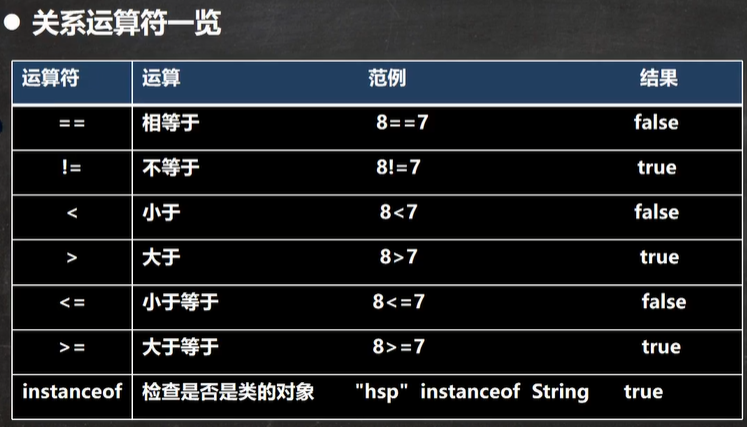 ● 关系运算符一览
运算符 运算 范例 结果
== 相等于 8==7 false
!= 不等于 8!=7 true
< 小于 8<7 false
> 大于 8>7 true
<= 小于等于 8<=7 false
>= 大于等于 8>=7 true
instanceof 检查是否是类的对象 "hsp" instanceof String true